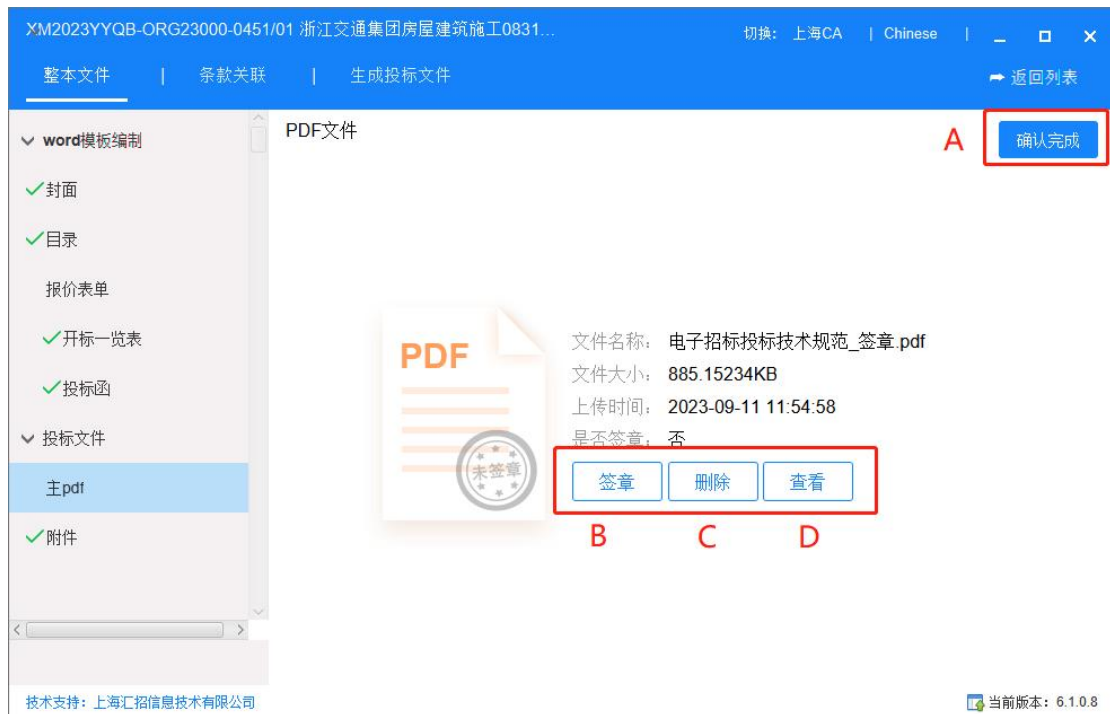 XM2023YYQB-ORG23000-0451/01 浙江交通集团房屋建筑施工0831... 切换: 上海CA | Chinese |
整本文件 | 条款关联 | 生成投标文件 返回列表
word模板编制
PDF文件
A 确认完成
封面
目录
报价表单
开标一览表
投标函
投标文件
主pdf
附件
PDF
未签章
文件名称: 电子招标投标技术规范_签章.pdf
文件大小: 885.15234KB
上传时间: 2023-09-11 11:54:58
是否签章: 否
签章 删除 查看
B C D
技术支持: 上海汇招信息技术有限公司 当前版本: 6.1.0.8